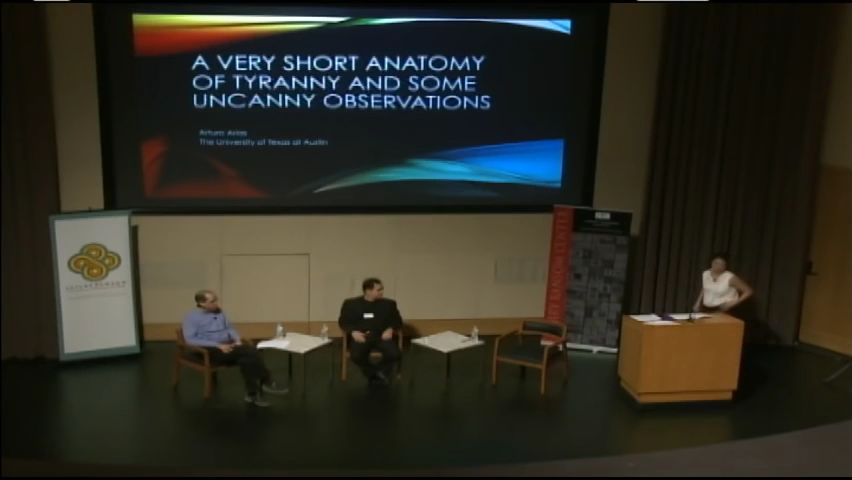 A VERY SHORT ANATOMY
OF TYRANNY AND SOME
UNCANNY OBSERVATIONS
Arturo Arias
The University of Texas at Austin